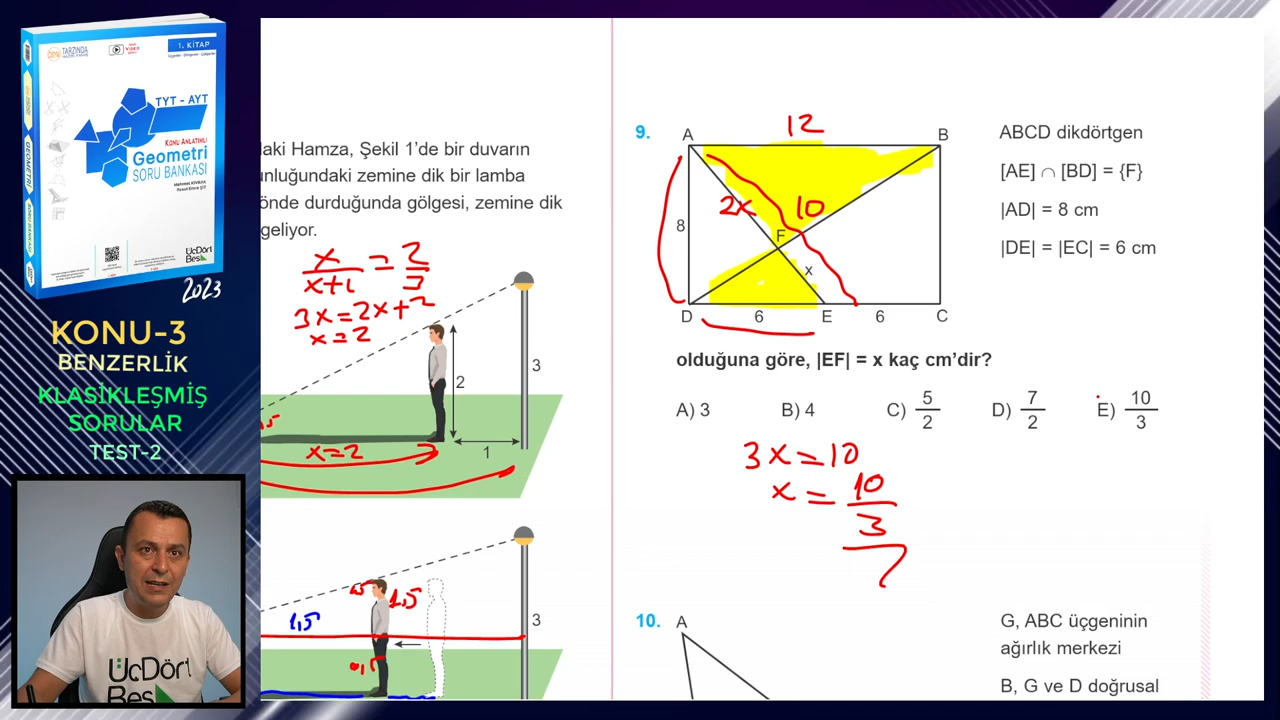 TARZINDA
1. KİTAP
TYT - AYT
KONU ANLATIMLI
Geometri
SORU BANKASI
GEOMETRİ
ÜçDört
Beş
2023
KONU-3
BENZERLİK
KLASİKLEŞMİŞ
SORULAR
TEST-2
ÜçDört
Beş
daki Hamza, Şekil 1'de bir duvarın
unluğundaki zemine dik bir lamba
önde durduğunda gölgesi, zemine dik
geliyor.
x/(x+1) = 2/3
3x=2x+2
x=2
2
3
x=2
1
1,5
1,5
3
9.
A
12
B
8
2x
10
F
x
D
6
E
6
C
ABCD dikdörtgen
[AE] ∩ [BD] = {F}
|AD| = 8 cm
|DE| = |EC| = 6 cm
olduğuna göre, |EF| = x kaç cm'dir?
A) 3 B) 4 C) 5/2 D) 7/2 E) 10/3
3x=10
x = 10/3
10.
A
G, ABC üçgeninin
ağırlık merkezi
B, G ve D doğrusal